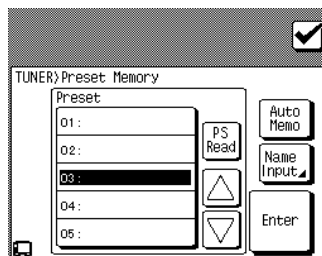 TUNER>Preset Memory
Preset
01:
02:
03:
04:
05:
PS
Read
Auto
Memo
Name
Input
Enter